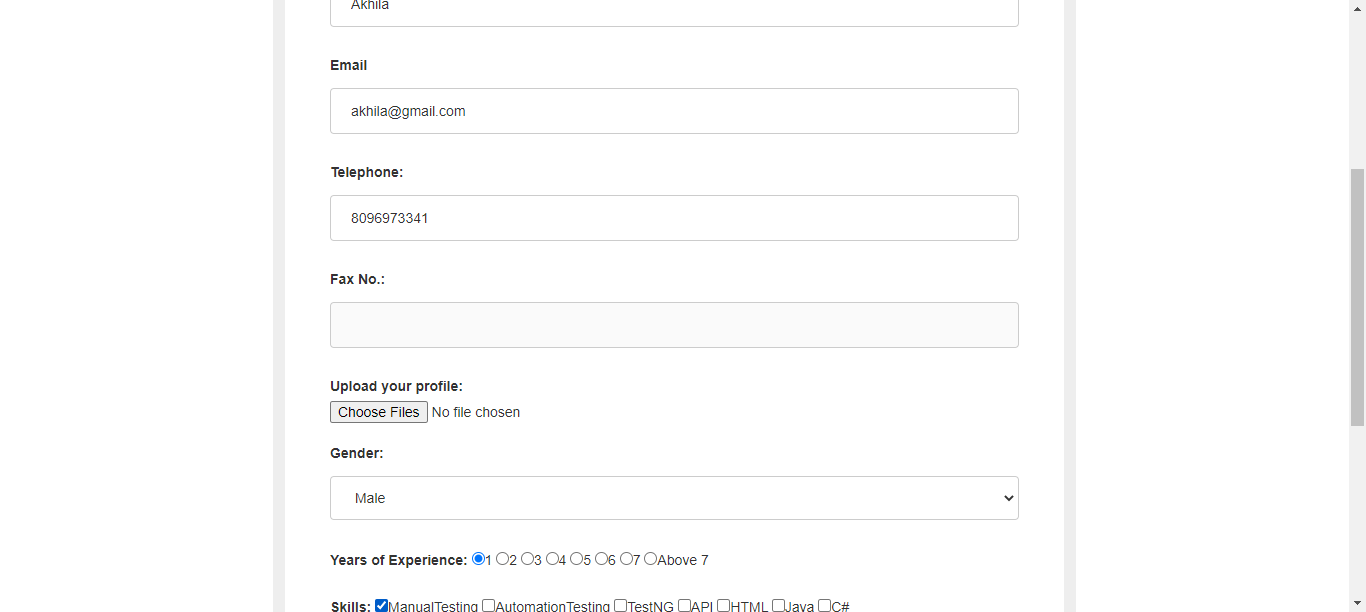 Akhila
Email
akhila@gmail.com
Telephone:
8096973341
Fax No.:
Upload your profile:
Choose Files No file chosen
Gender:
Male
Years of Experience: 1 2 3 4 5 6 7 Above 7
Skills: ManualTesting AutomationTesting TestNG API HTML Java C#